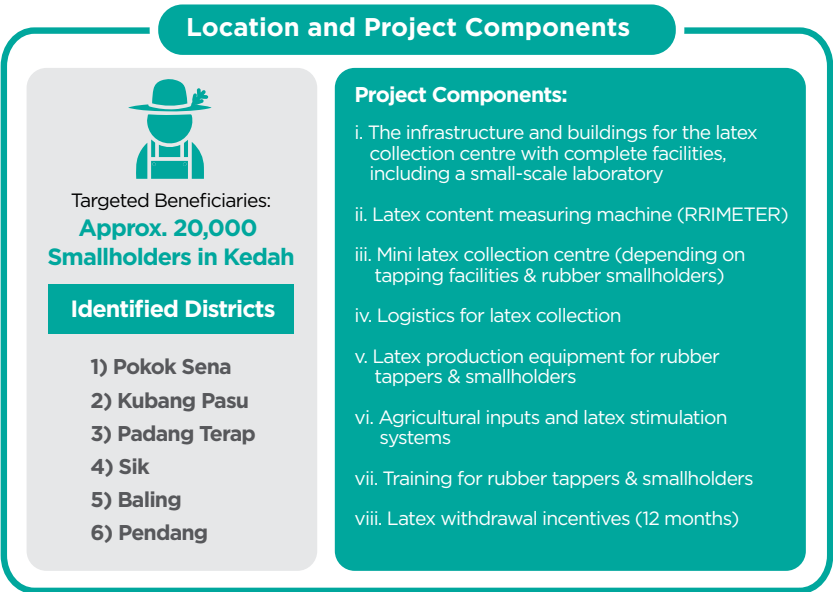 Location and Project Components
Targeted Beneficiaries:
Approx. 20,000
Smallholders in Kedah
Identified Districts
1) Pokok Sena
2) Kubang Pasu
3) Padang Terap
4) Sik
5) Baling
6) Pendang
Project Components:
i. The infrastructure and buildings for the latex
collection centre with complete facilities,
including a small-scale laboratory
ii. Latex content measuring machine (RRIMETER)
iii. Mini latex collection centre (depending on
tapping facilities & rubber smallholders)
iv. Logistics for latex collection
v. Latex production equipment for rubber
tappers & smallholders
vi. Agricultural inputs and latex stimulation
systems
vii. Training for rubber tappers & smallholders
viii. Latex withdrawal incentives (12 months)